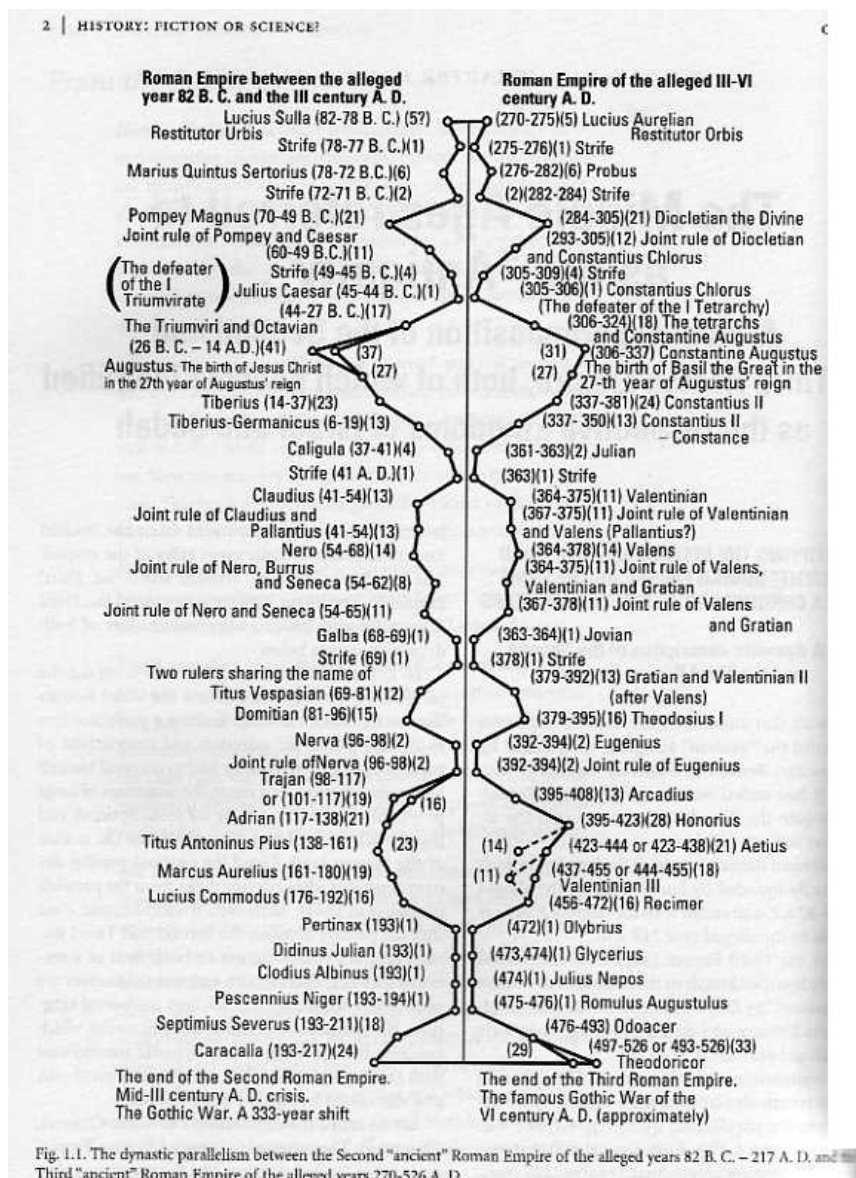 2 | HISTORY: FICTION OR SCIENCE?
Roman Empire between the alleged
year 82 B. C. and the III century A. D.
Lucius Sulla (82-78 B. C.) (5?)
Restitutor Urbis
Strife (78-77 B.C.)(1)
Marius Quintus Sertorius (78-72 B.C.)(6)
Strife (72-71 B. C.)(2)
Pompey Magnus (70-49 B. C.)(21)
Joint rule of Pompey and Caesar
(60-49 B.C.)(11)
(The defeater
of the I
Triumvirate)
Strife (49-45 B. C.)(4)
Julius Caesar (45-44 B. C.)(1)
(44-27 B. C.)(17)
The Triumviri and Octavian
(26 B. C. – 14 A.D.)(41)
(37)
(27)
Augustus. The birth of Jesus Christ
in the 27th year of Augustus' reign
Tiberius (14-37)(23)
Tiberius-Germanicus (6-19)(13)
Caligula (37-41)(4)
Strife (41 A. D.)(1)
Claudius (41-54)(13)
Joint rule of Claudius and
Pallantius (41-54)(13)
Nero (54-68)(14)
Joint rule of Nero, Burrus
and Seneca (54-62)(8)
Joint rule of Nero and Seneca (54-65)(11)
Galba (68-69)(1)
Strife (69) (1)
Two rulers sharing the name of
Titus Vespasian (69-81)(12)
Domitian (81-96)(15)
Nerva (96-98)(2)
Joint rule ofNerva (96-98)(2)
Trajan (98-117)
or (101-117)(19)
(16)
Adrian (117-138)(21)
Titus Antoninus Pius (138-161)
(23)
Marcus Aurelius (161-180)(19)
Lucius Commodus (176-192)(16)
Pertinax (193)(1)
Didinus Julian (193)(1)
Clodius Albinus (193)(1)
Pescennius Niger (193-194)(1)
Septimius Severus (193-211)(18)
Caracalla (193-217)(24)
The end of the Second Roman Empire.
Mid-III century A. D. crisis.
The Gothic War. A 333-year shift
Roman Empire of the alleged III-VI
century A. D.
(270-275)(5) Lucius Aurelian
Restitutor Orbis
(275-276)(1) Strife
(276-282)(6) Probus
(2)(282-284) Strife
(284-305)(21) Diocletian the Divine
(293-305)(12) Joint rule of Diocletian
and Constantius Chlorus
(305-309)(4) Strife
(305-306)(1) Constantius Chlorus
(The defeater of the I Tetrarchy)
(306-324)(18) The tetrarchs
and Constantine Augustus
(31)
(306-337) Constantine Augustus
(27)
The birth of Basil the Great in the
27-th year of Augustus' reign
(337-381)(24) Constantius II
(337- 350)(13) Constantius II
Constance
(361-363)(2) Julian
(363)(1) Strife
(364-375)(11) Valentinian
(367-375)(11) Joint rule of Valentinian
and Valens (Pallantius?)
(364-378)(14) Valens
(364-375)(11) Joint rule of Valens,
Valentinian and Gratian
(367-378)(11) Joint rule of Valens
and Gratian
(363-364)(1) Jovian
(378)(1) Strife
(379-392)(13) Gratian and Valentinian II
(after Valens)
(379-395)(16) Theodosius I
(392-394)(2) Eugenius
(392-394)(2) Joint rule of Eugenius
(395-408)(13) Arcadius
(395-423)(28) Honorius
(14)
(423-444 or 423-438)(21) Aetius
(11)
(437-455 or 444-455)(18)
Valentinian III
(456-472)(16) Recimer
(472)(1) Olybrius
(473,474)(1) Glycerius
(474)(1) Julius Nepos
(475-476)(1) Romulus Augustulus
(476-493) Odoacer
(29)
(497-526 or 493-526)(33)
Theodoricor
The end of the Third Roman Empire.
The famous Gothic War of the
VI century A. D. (approximately)
Fig. 1.1. The dynastic parallelism between the Second "ancient" Roman Empire of the alleged years 82 B. C. – 217 A. D. and
Third "ancient" Roman Empire of the alleged years 270-526 A. D.